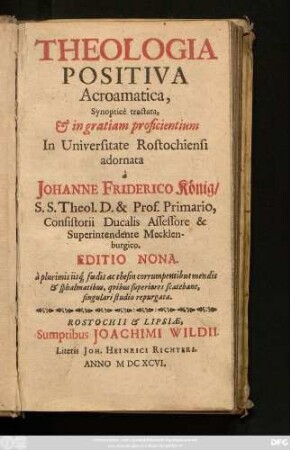 THEOLOGIA
POSITIVA
Acroamatica,
Synopticè tractata,
& in gratiam proficientium
In Universitate Rostochiensi
adornata
à
JOHANNE FRIDERICO König/
S. S. Theol. D. & Prof. Primario,
Consistorii Ducalis Assessore &
Superintendente Mecklen-
burgico.
EDITIO NONA.
à plurimis iisq́; fœdis ac thesin corrumpentibus mendis
& sphalmatibus, qvibus superiores scatebant,
singulari studio repurgata.
ROSTOCHII & LIPSIÆ,
Sumptibus JOACHIMI WILDII.
Literis JOH. HEINRICI RICHTERI.
ANNO M DC XCVI.
DFG